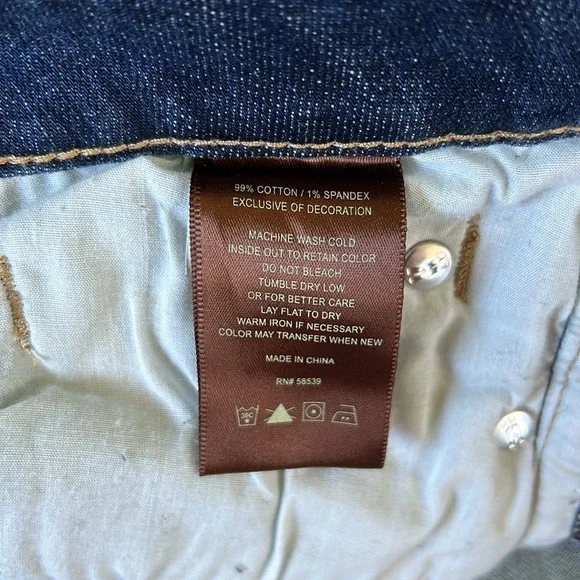 99% COTTON / 1% SPANDEX
EXCLUSIVE OF DECORATION
MACHINE WASH COLD
INSIDE OUT TO RETAIN COLOR
DO NOT BLEACH
TUMBLE DRY LOW
OR FOR BETTER CARE
LAY FLAT TO DRY
WARM IRON IF NECESSARY
COLOR MAY TRANSFER WHEN NEW
MADE IN CHINA
RN# 58539
30C